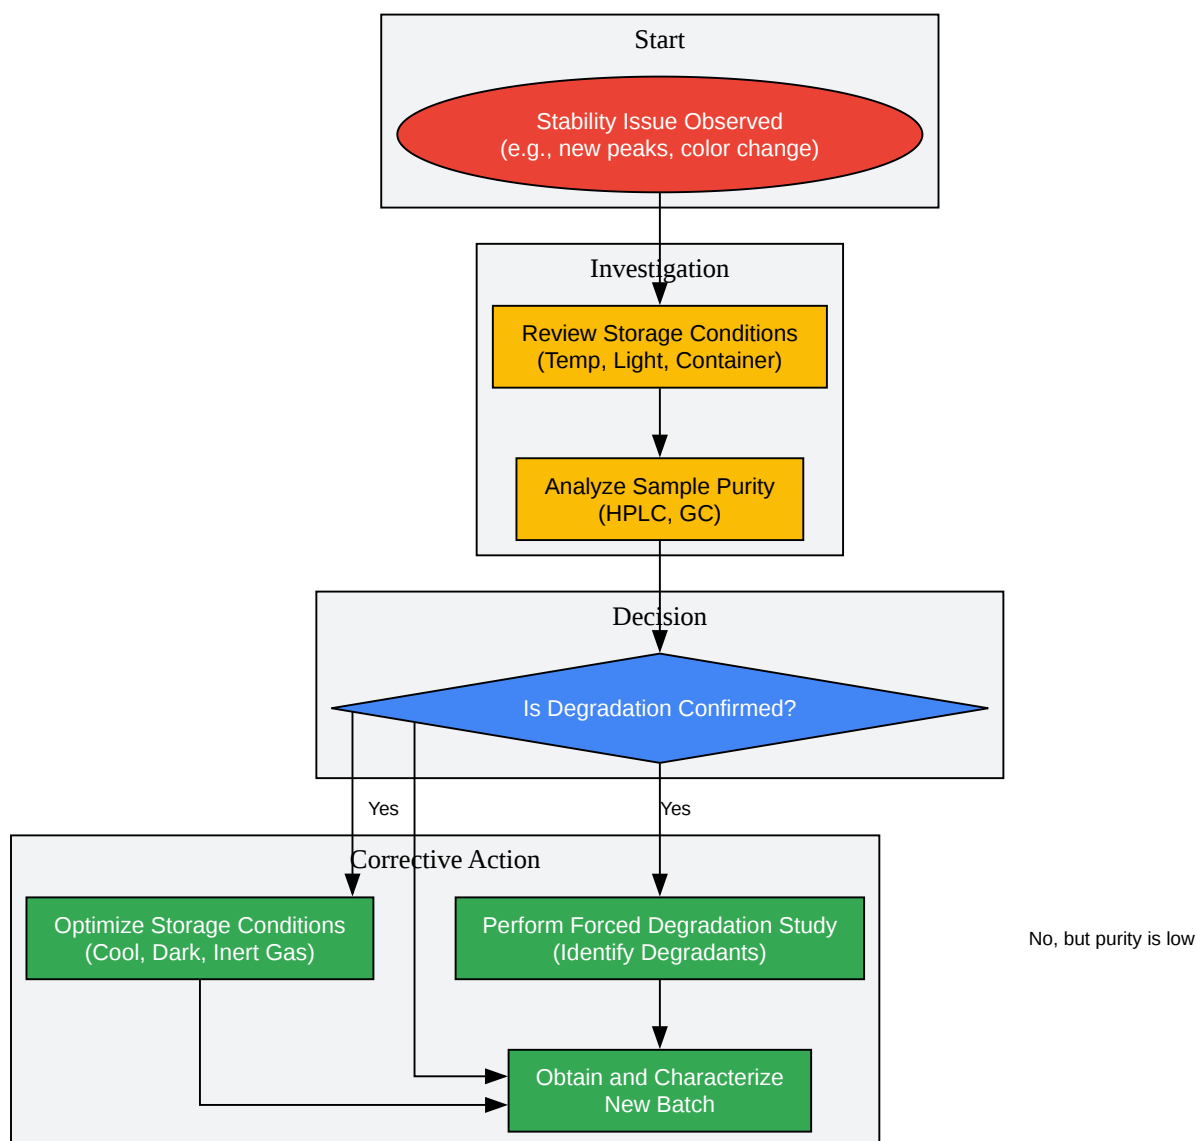 Start
Stability Issue Observed
(e.g., new peaks, color change)
Investigation
Review Storage Conditions
(Temp, Light, Container)
Analyze Sample Purity
(HPLC, GC)
Decision
Is Degradation Confirmed?
Yes
Yes
Corrective Action
Optimize Storage Conditions
(Cool, Dark, Inert Gas)
Perform Forced Degradation Study
(Identify Degradants)
No, but purity is low
Obtain and Characterize
New Batch